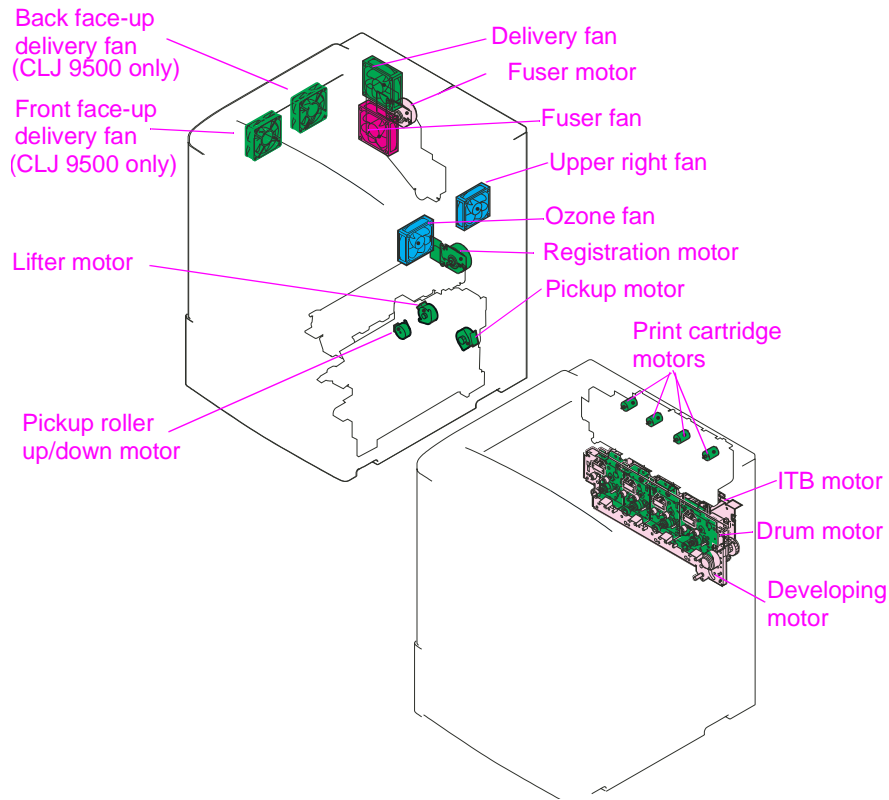 Back face-up
delivery fan
(CLJ 9500 only)
Front face-up
delivery fan
(CLJ 9500 only)
Delivery fan
Fuser motor
Fuser fan
Upper right fan
Ozone fan
Registration motor
Lifter motor
Pickup motor
Pickup roller
up/down motor
Print cartridge
motors
ITB motor
Drum motor
Developing
motor